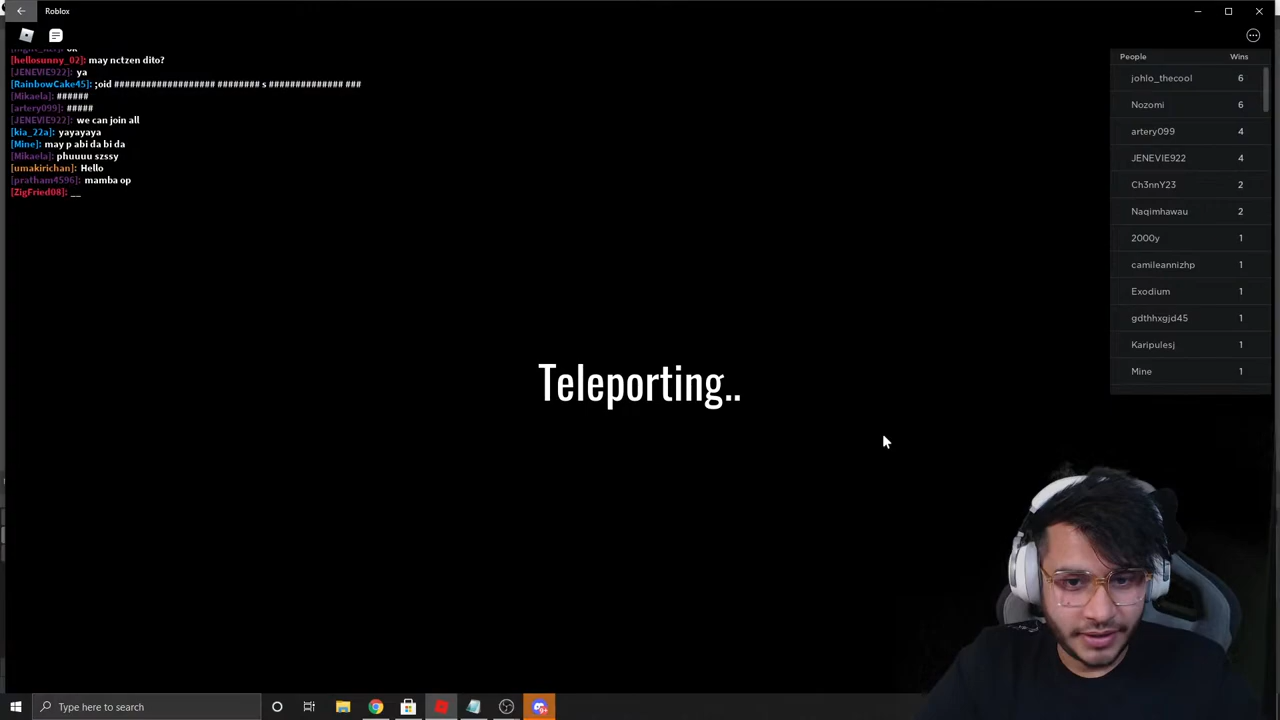 Roblox
[hellosunny_02]: may nctzen dito?
[JENEVIE922]: ya
[RainbowCake45]: ;oid ################### ######## s ############## ###
[Mikaela]: ######
[artery099]: #####
[JENEVIE922]: we can join all
[kia_22a]: yayayaya
[Mine]: may p abi da bi da
[Mikaela]: phuuuu szssy
[umakirichan]: Hello
[pratham4596]: mamba op
[ZigFried08]: __
People Wins
johlo_thecool 6
Nozomi 6
artery099 4
JENEVIE922 4
Ch3nnY23 2
Naqimhawau 2
2000y 1
camileannizhp 1
Exodium 1
gdthhxgjd45 1
Karipulesj 1
Mine 1
Teleporting..
Type here to search